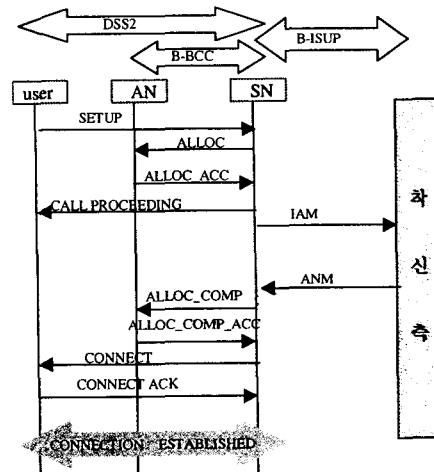 DSS2
B-BCC
B-ISUP
user
AN
SN
SETUP
ALLOC
ALLOC_ACC
CALL PROCEEDING
IAM
ANM
ALLOC_COMP
ALLOC_COMP_ACC
CONNECT
CONNECT ACK
CONNECTION ESTABLISHED
착
신
측